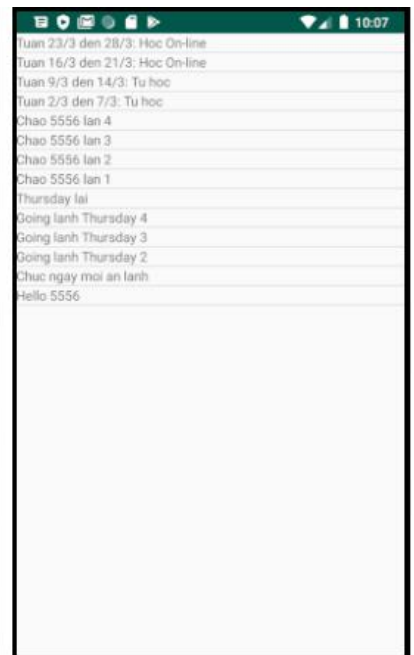 10:07
Tuan 23/3 den 28/3: Hoc On-line
Tuan 16/3 den 21/3: Hoc On-line
Tuan 9/3 den 14/3: Tu hoc
Tuan 2/3 den 7/3: Tu hoc
Chao 5556 lan 4
Chao 5556 lan 3
Chao 5556 lan 2
Chao 5556 lan 1
Thursday lai
Going lanh Thursday 4
Going lanh Thursday 3
Going lanh Thursday 2
Chuc ngay moi an lanh
Hello 5556